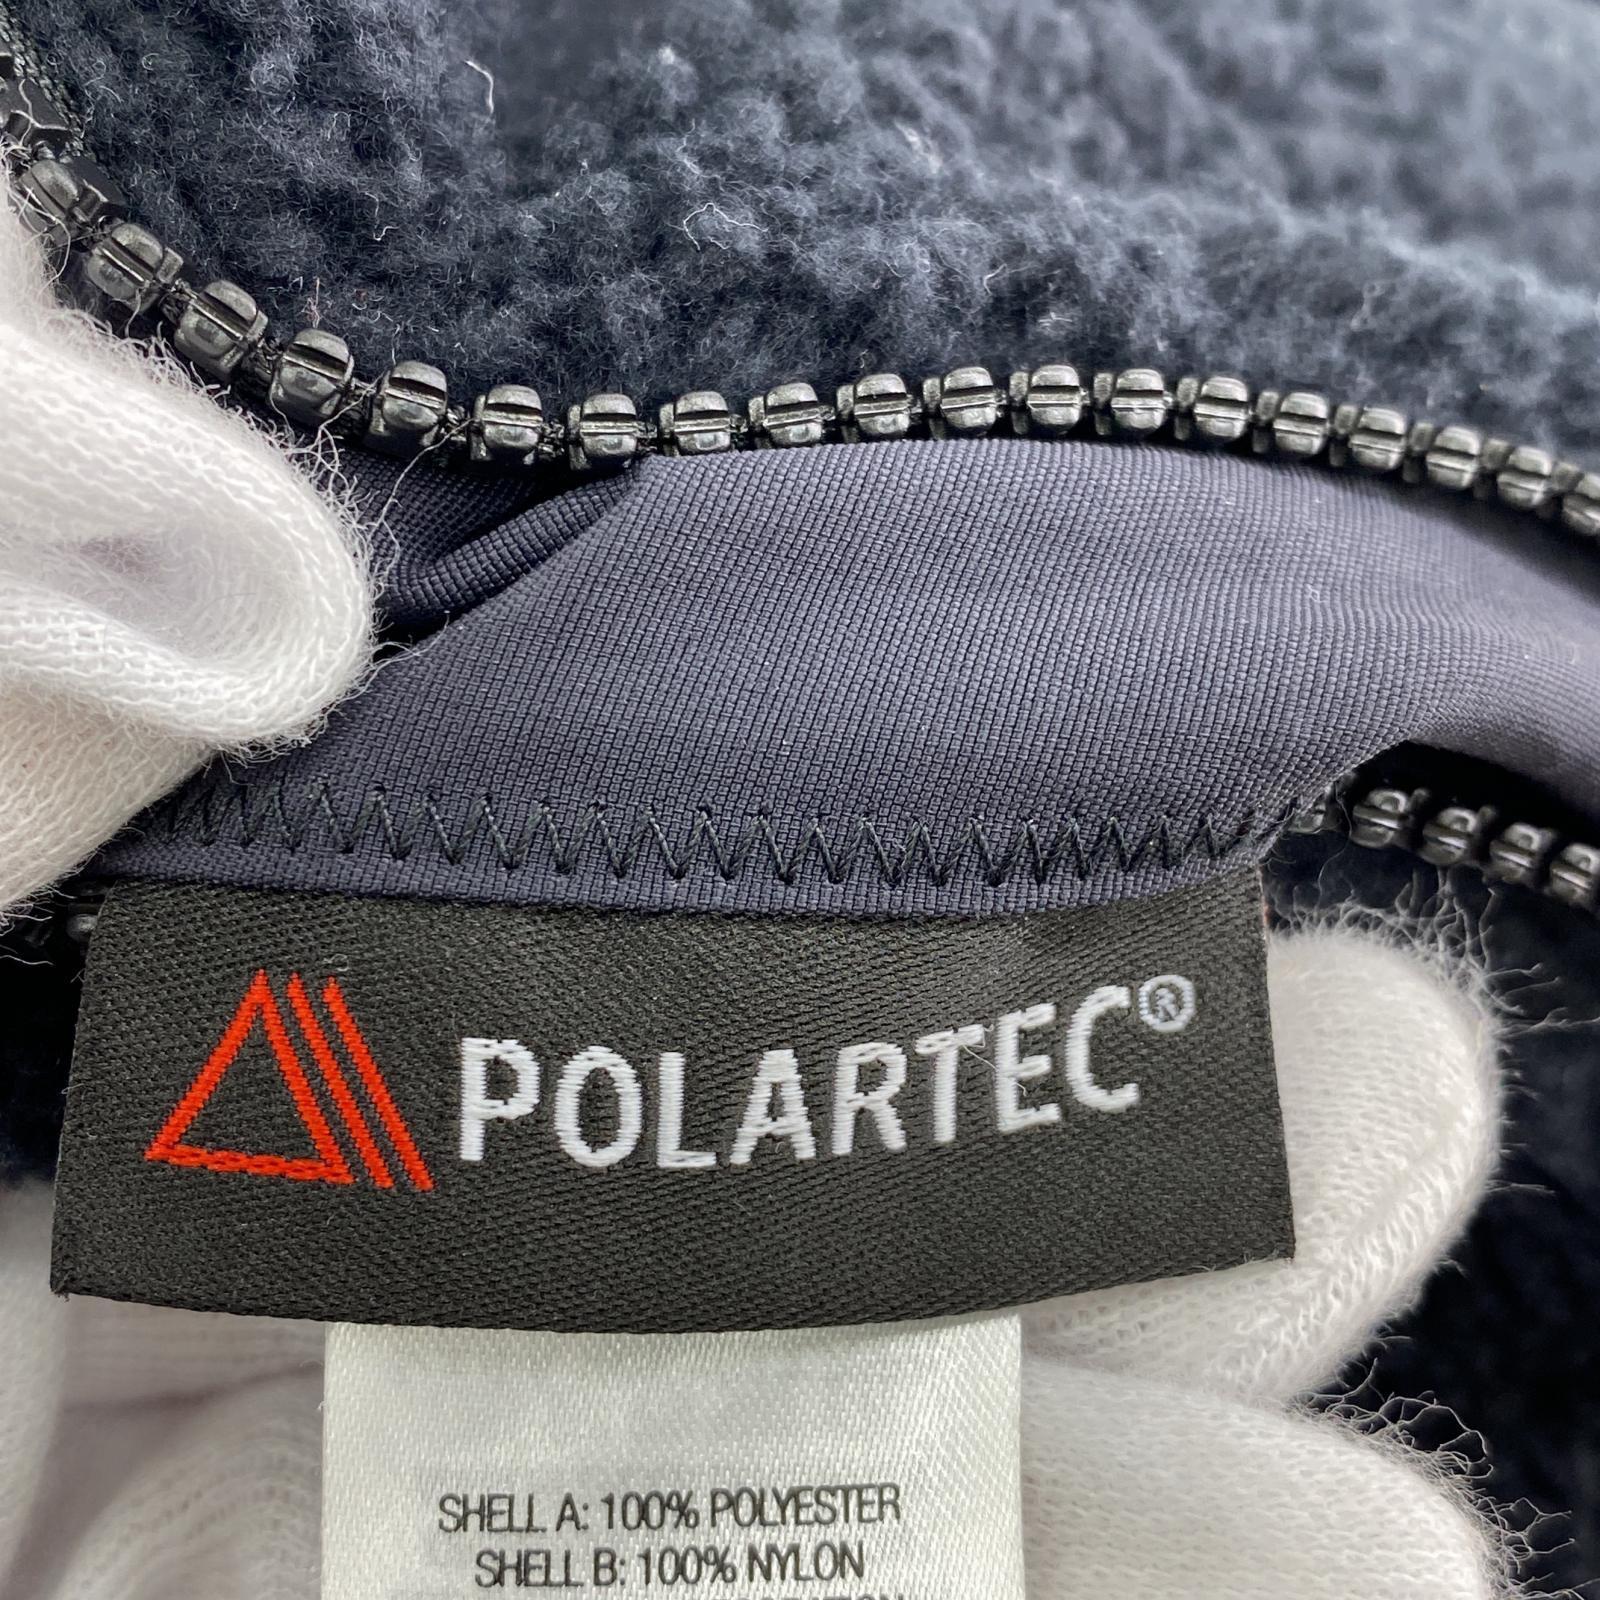 POLARTEC®
SHELL A: 100% POLYESTER
SHELL B: 100% NYLON